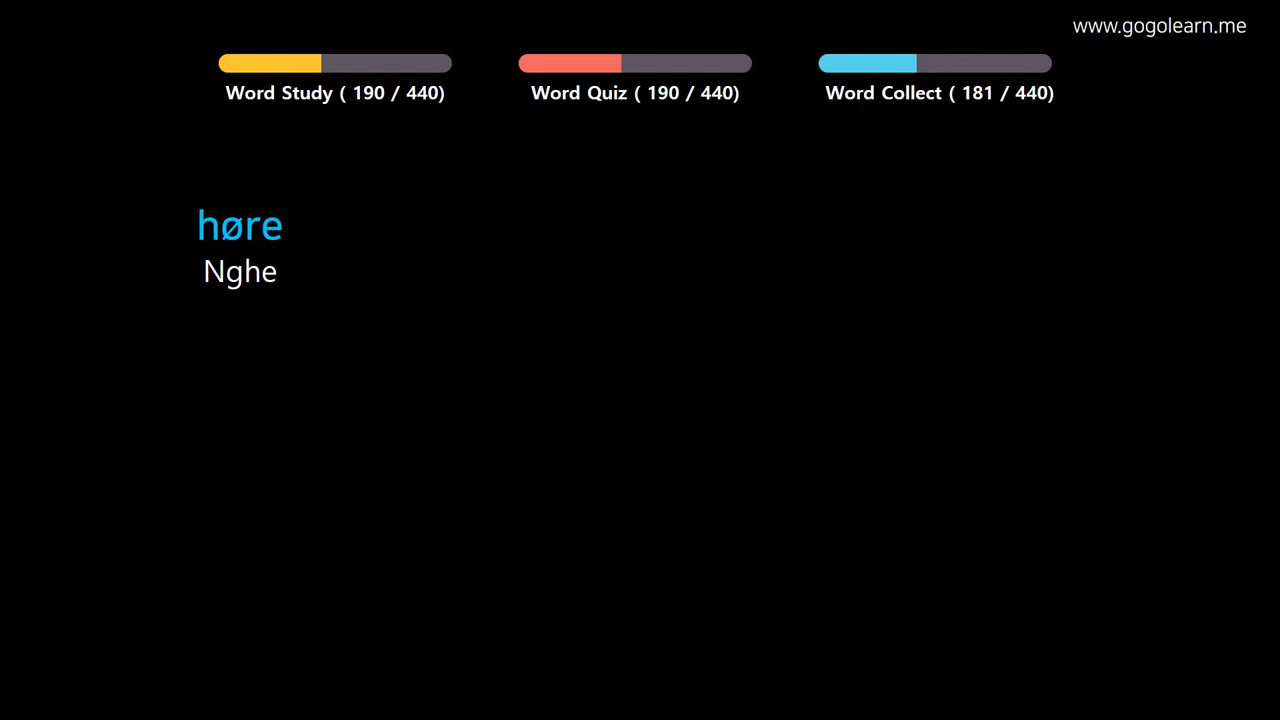 www.gogolearn.me
Word Study ( 190 / 440)
Word Quiz ( 190 / 440)
Word Collect ( 181 / 440)
høre
Nghe